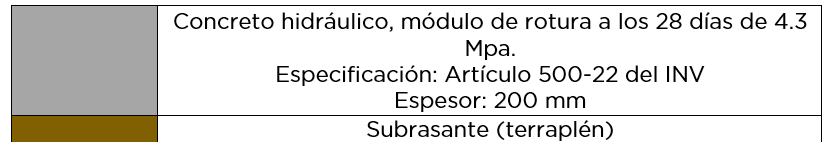 Concreto hidráulico, módulo de rotura a los 28 días de 4.3
Mpa.
Especificación: Artículo 500-22 del INV
Espesor: 200 mm
Subrasante (terraplén)